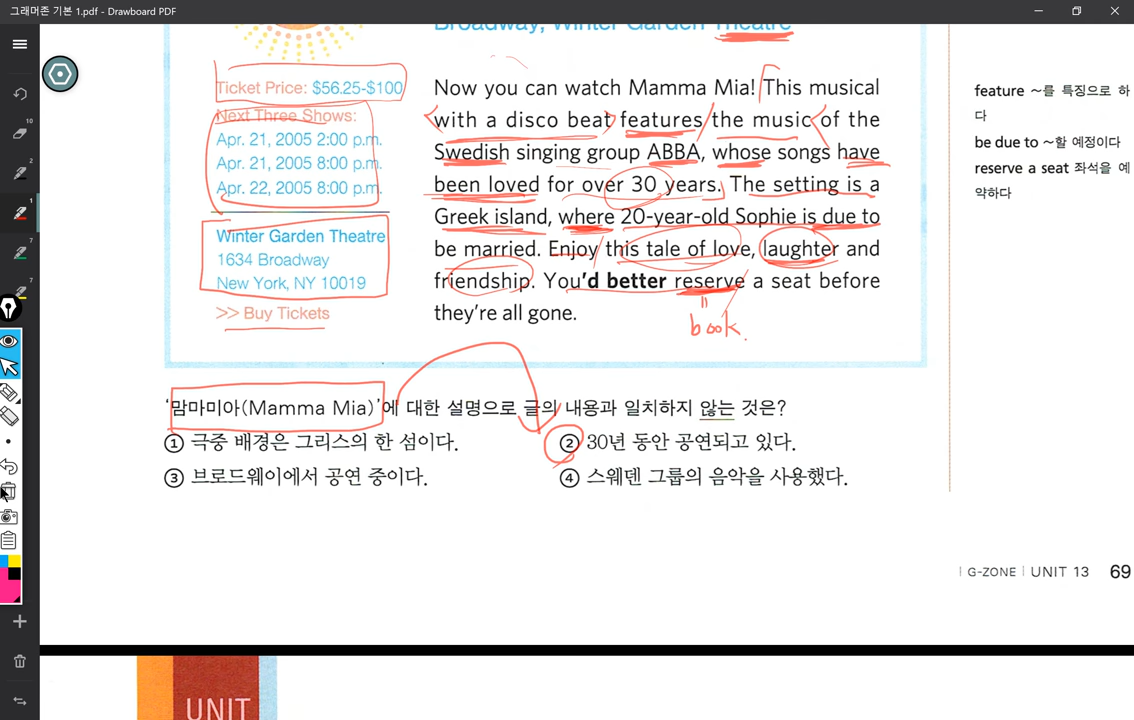 그래머존 기본 1.pdf - Drawboard PDF
Broadway, Winter Garden Theatre
Ticket Price: $56.25-$100
Next Three Shows:
Apr. 21, 2005 2:00 p.m.
Apr. 21, 2005 8:00 p.m.
Apr. 22, 2005 8:00 p.m.
Winter Garden Theatre
1634 Broadway
New York, NY 10019
>> Buy Tickets
Now you can watch Mamma Mia! This musical
with a disco beat features the music of the
Swedish singing group ABBA, whose songs have
been loved for over 30 years. The setting is a
Greek island, where 20-year-old Sophie is due to
be married. Enjoy this tale of love, laughter and
friendship. You'd better reserve a seat before
they're all gone.
book.
feature ~를 특징으로 하
다
be due to ~할 예정이다
reserve a seat 좌석을 예
약하다
'맘마미아(Mamma Mia)'에 대한 설명으로 글의 내용과 일치하지 않는 것은?
① 극중 배경은 그리스의 한 섬이다.
② 30년 동안 공연되고 있다.
③ 브로드웨이에서 공연 중이다.
④ 스웨덴 그룹의 음악을 사용했다.
| G-ZONE | UNIT 13 69
UNIT
10
2
1
7
7